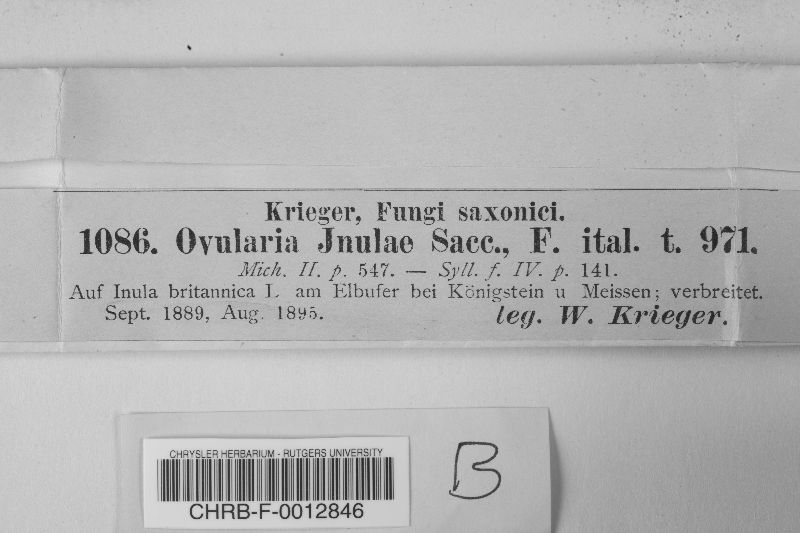 Krieger, Fungi saxonici.
1086. Ovularia Jnulae Sacc., F. ital. t. 971.
Mich. II. p. 547. — Syll. f. IV. p. 141.
Auf Inula britannica L. am Elbufer bei Königstein u Meissen; verbreitet.
Sept. 1889, Aug. 1895.
leg. W. Krieger.
CHRYSLER HERBARIUM - RUTGERS UNIVERSITY
CHRB-F-0012846
B